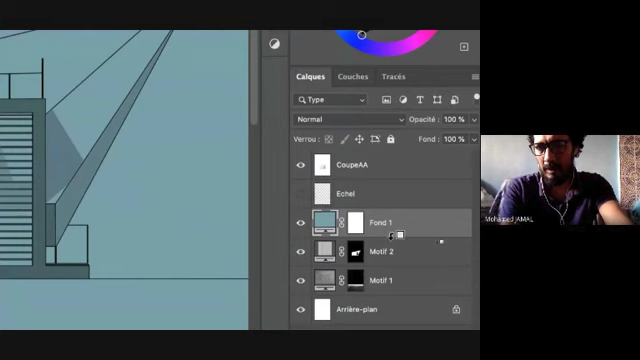 Calques Couches Tracés
Type
Normal Opacité : 100 %
Verrou : Fond : 100 %
CoupeAA
Echel
Fond 1
Motif 2
Motif 1
Arrière-plan
Mohamed JAMAL